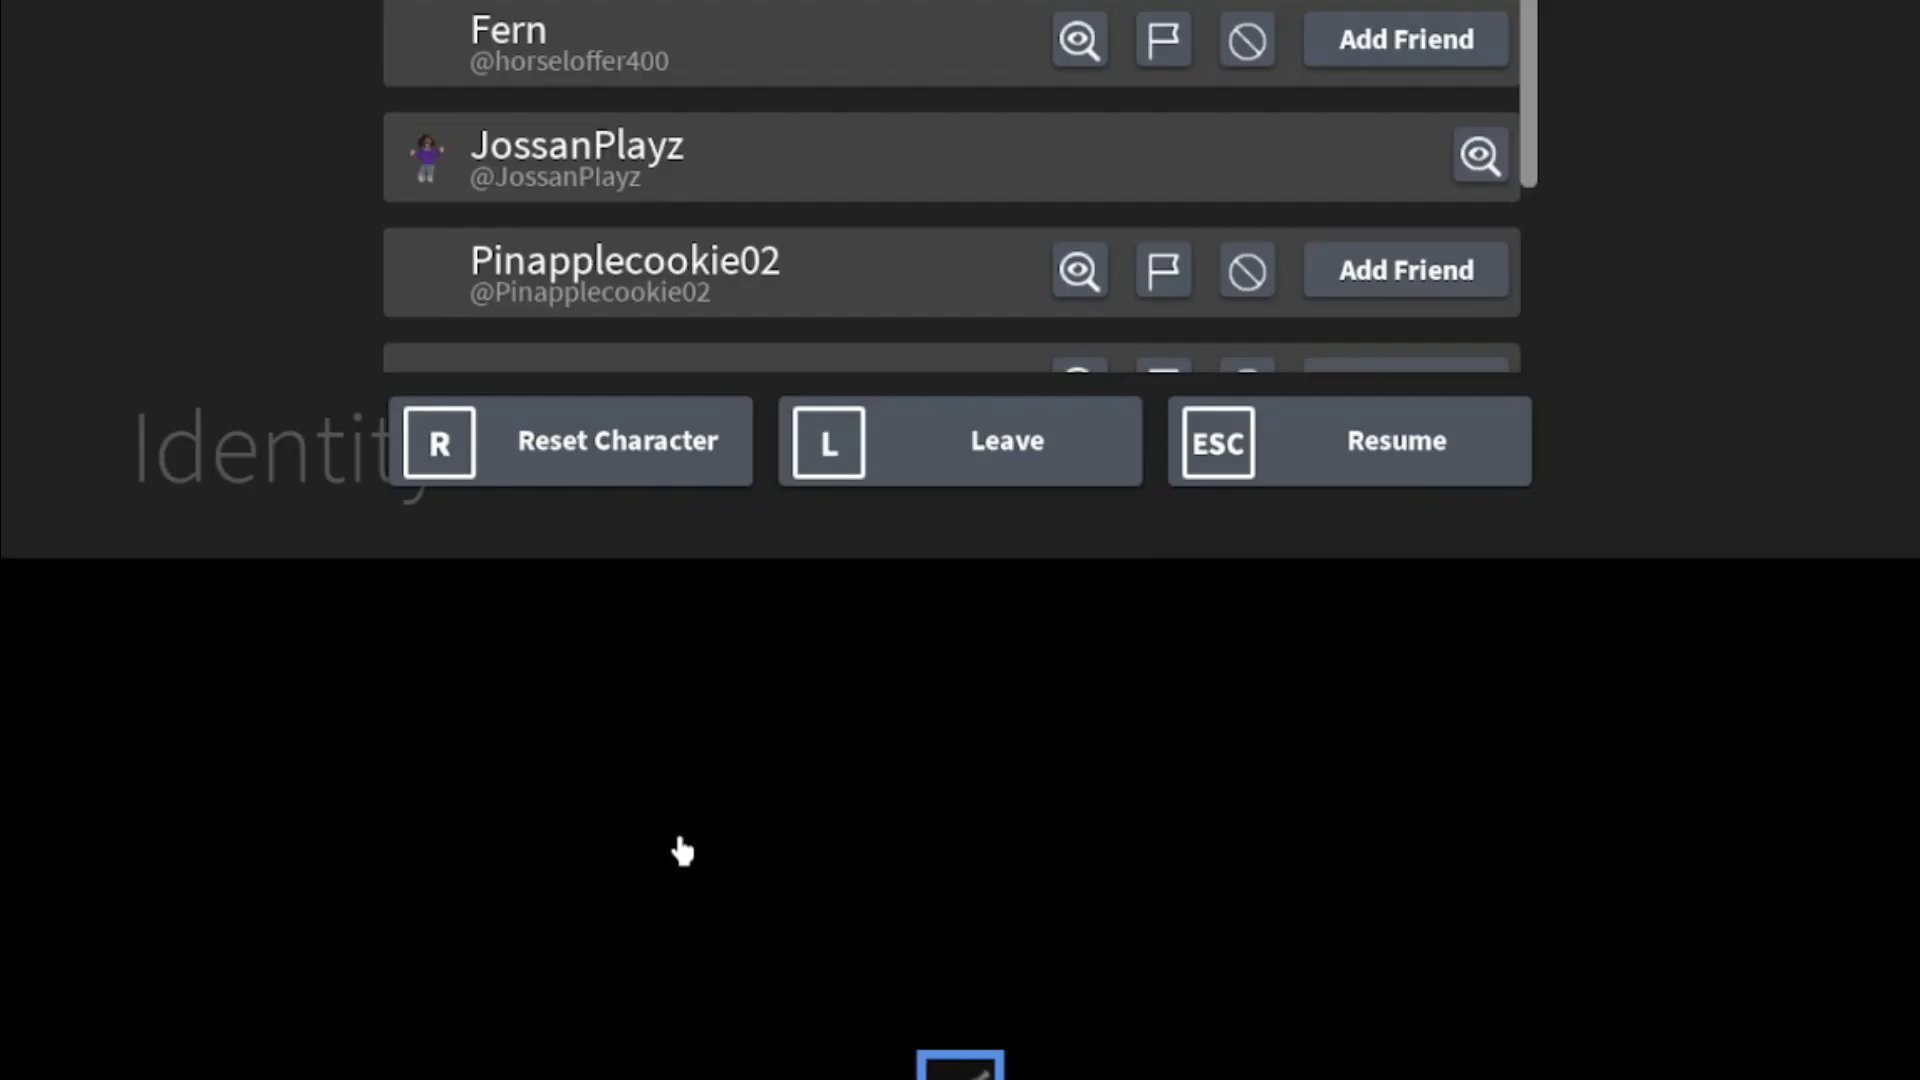 Fern
@horseloffer400
Add Friend
JossanPlayz
@JossanPlayz
Pinapplecookie02
@Pinapplecookie02
Add Friend
Identity
R Reset Character
L Leave
ESC Resume